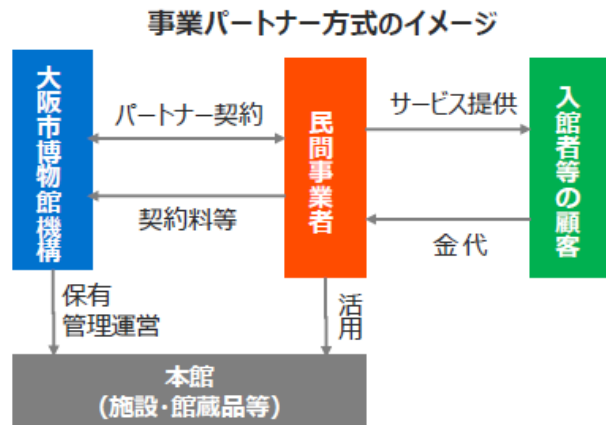 事業パートナー方式のイメージ
大阪市博物館機構
パートナー契約
民間事業者
サービス提供
入館者等の顧客
契約料等
金代
保有
管理運営
活用
本館
(施設・館蔵品等)